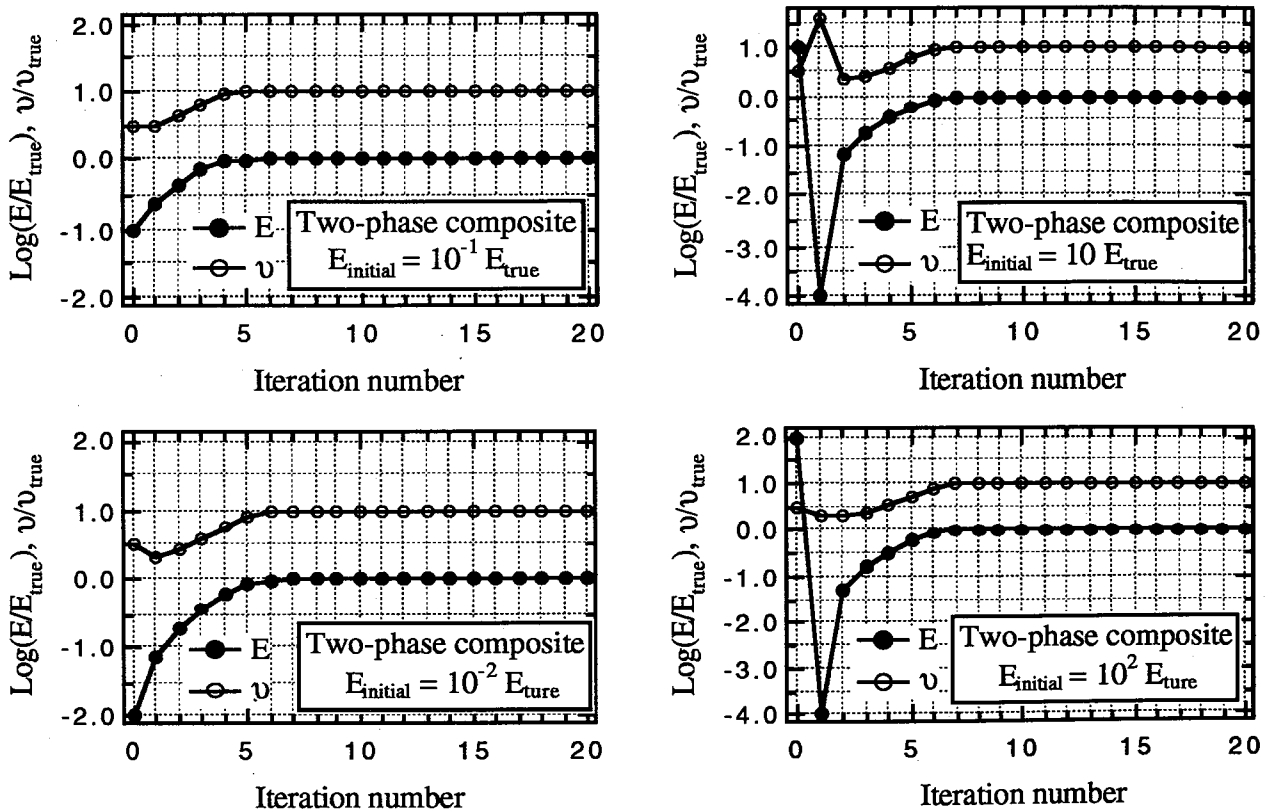 Log(E/E_true), υ/υ_true
2.0
1.0
0.0
-1.0
-2.0
E
υ
Two-phase composite
E_initial = 10^-1 E_true
0 5 10 15 20
Iteration number
Log(E/E_true), υ/υ_true
1.0
0.0
-1.0
-2.0
-3.0
-4.0
E
υ
Two-phase composite
E_initial = 10 E_true
0 5 10 15 20
Iteration number
Log(E/E_true), υ/υ_true
2.0
1.0
0.0
-1.0
-2.0
E
υ
Two-phase composite
E_initial = 10^-2 E_ture
0 5 10 15 20
Iteration number
Log(E/E_true), υ/υ_true
2.0
1.0
0.0
-1.0
-2.0
-3.0
-4.0
E
υ
Two-phase composite
E_initial = 10^2 E_ture
0 5 10 15 20
Iteration number